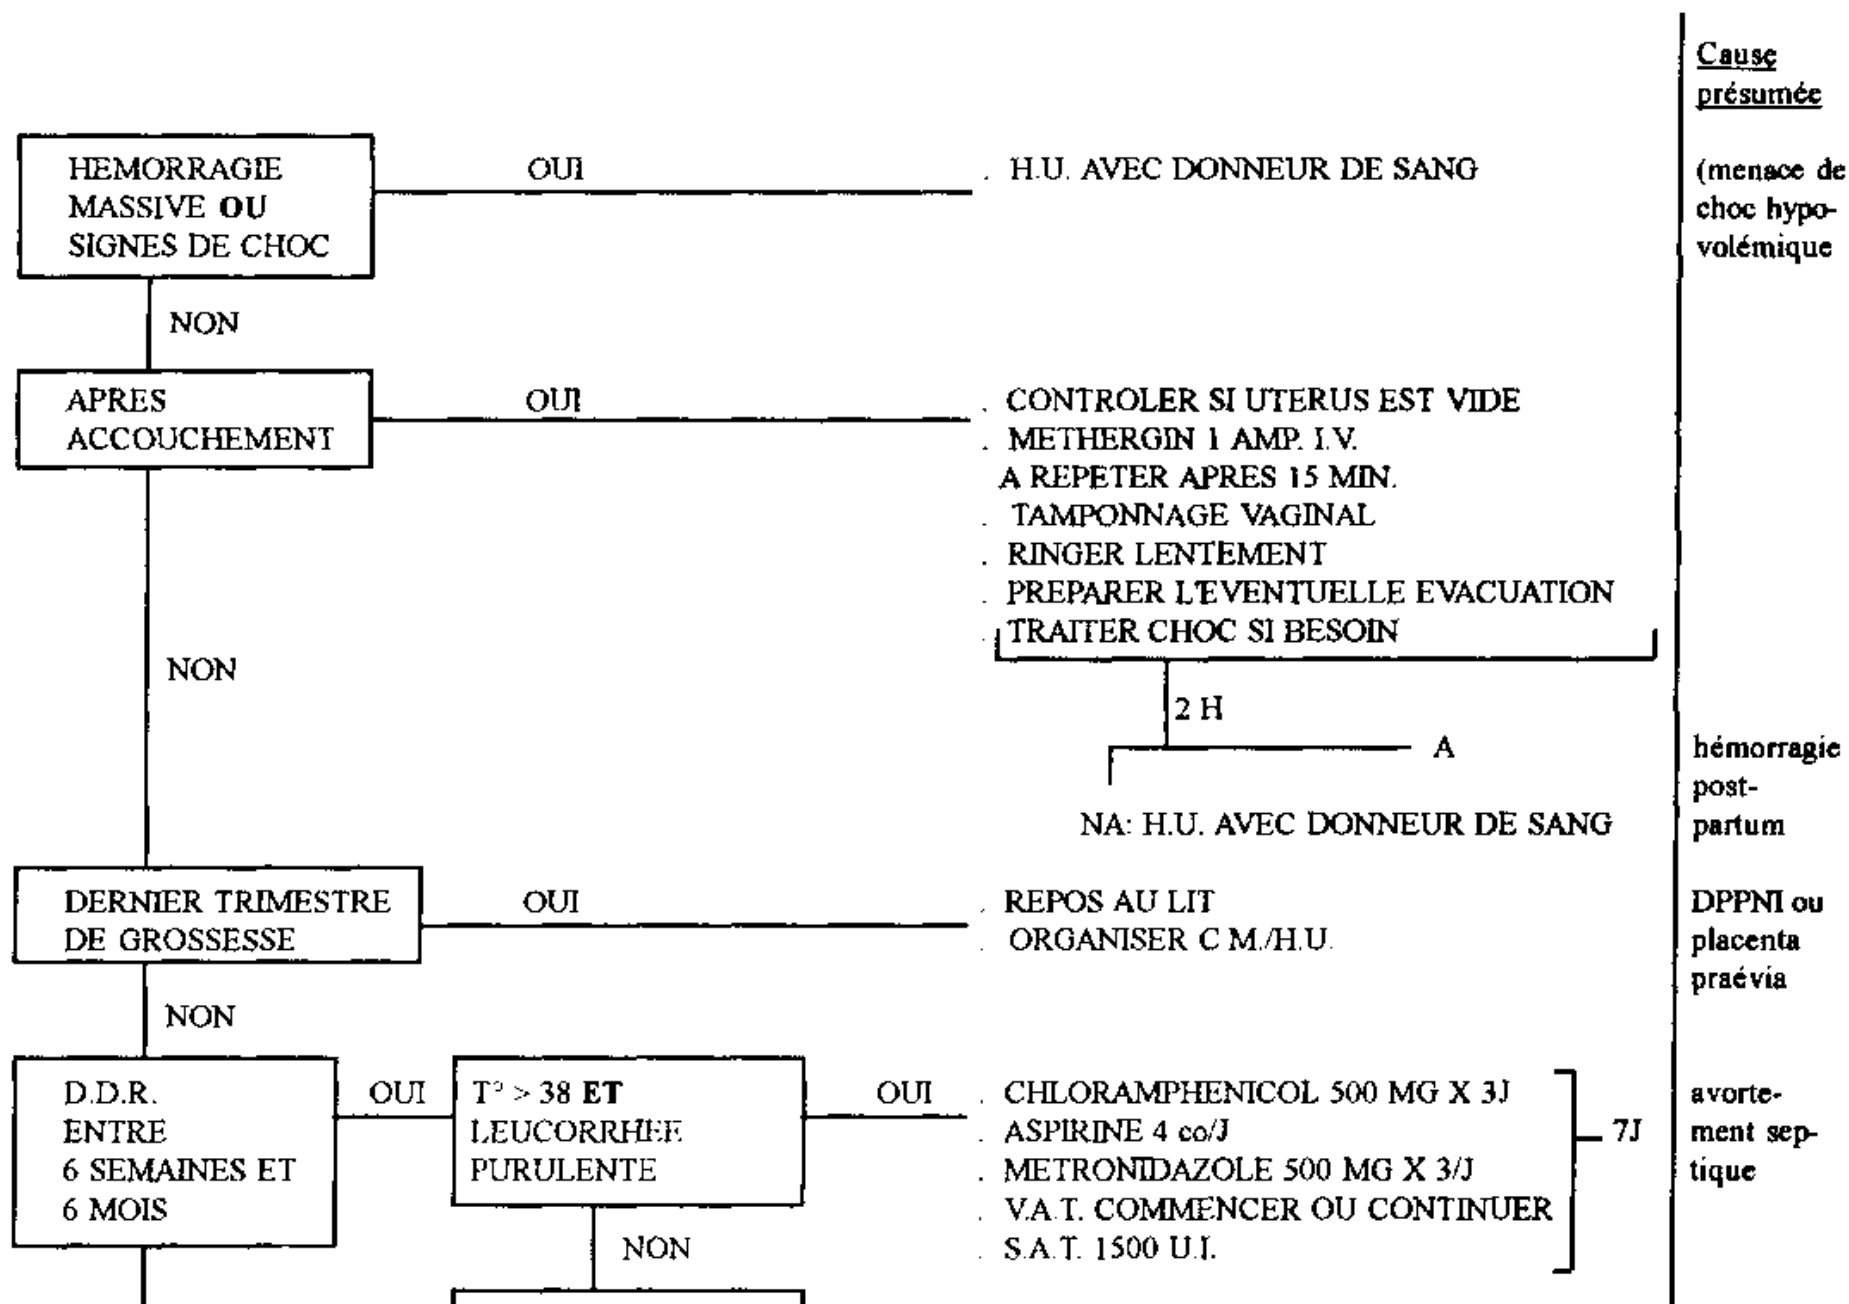 Cause
présumée
HEMORRAGIE
MASSIVE OU
SIGNES DE CHOC
OUI
. H.U. AVEC DONNEUR DE SANG
(menace de
choc hypo-
volémique
NON
APRES
ACCOUCHEMENT
OUI
. CONTROLER SI UTERUS EST VIDE
. METHERGIN 1 AMP. I.V.
A REPETER APRES 15 MIN.
. TAMPONNAGE VAGINAL
. RINGER LENTEMENT
. PREPARER L'EVENTUELLE EVACUATION
. TRAITER CHOC SI BESOIN
NON
2 H
A
NA: H.U. AVEC DONNEUR DE SANG
hémorragie
post-
partum
DERNIER TRIMESTRE
DE GROSSESSE
OUI
. REPOS AU LIT
. ORGANISER C M./H.U.
DPPNI ou
placenta
praévia
NON
D.D.R.
ENTRE
6 SEMAINES ET
6 MOIS
OUI
T° > 38 ET
LEUCORRHEE
PURULENTE
OUI
. CHLORAMPHENICOL 500 MG X 3J
. ASPIRINE 4 co/J
. METRONIDAZOLE 500 MG X 3/J
. V.A.T. COMMENCER OU CONTINUER
. S.A.T. 1500 U.I.
7J
avorte-
ment sep-
tique
NON